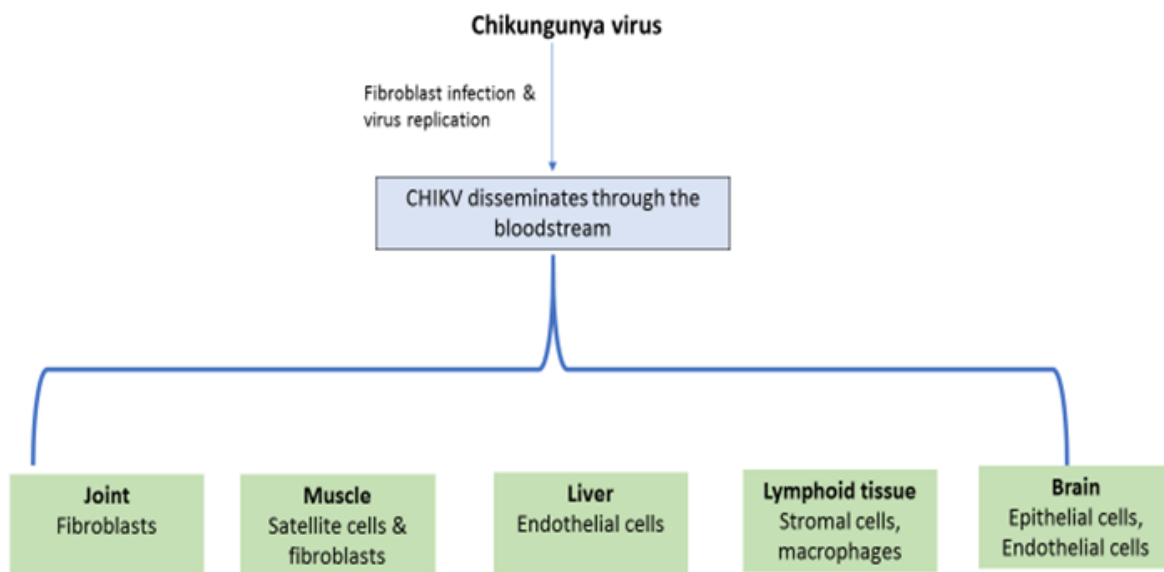 Chikungunya virus
Fibroblast infection &
virus replication
CHIKV disseminates through the
bloodstream
Joint
Fibroblasts
Muscle
Satellite cells &
fibroblasts
Liver
Endothelial cells
Lymphoid tissue
Stromal cells,
macrophages
Brain
Epithelial cells,
Endothelial cells